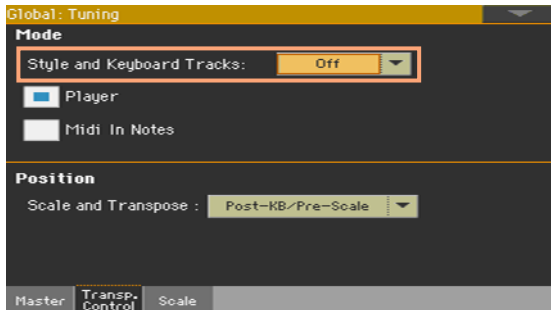 Global: Tuning
Mode
Style and Keyboard Tracks: Off
Player
Midi In Notes
Position
Scale and Transpose : Post-KB/Pre-Scale
Master Transp. Control Scale